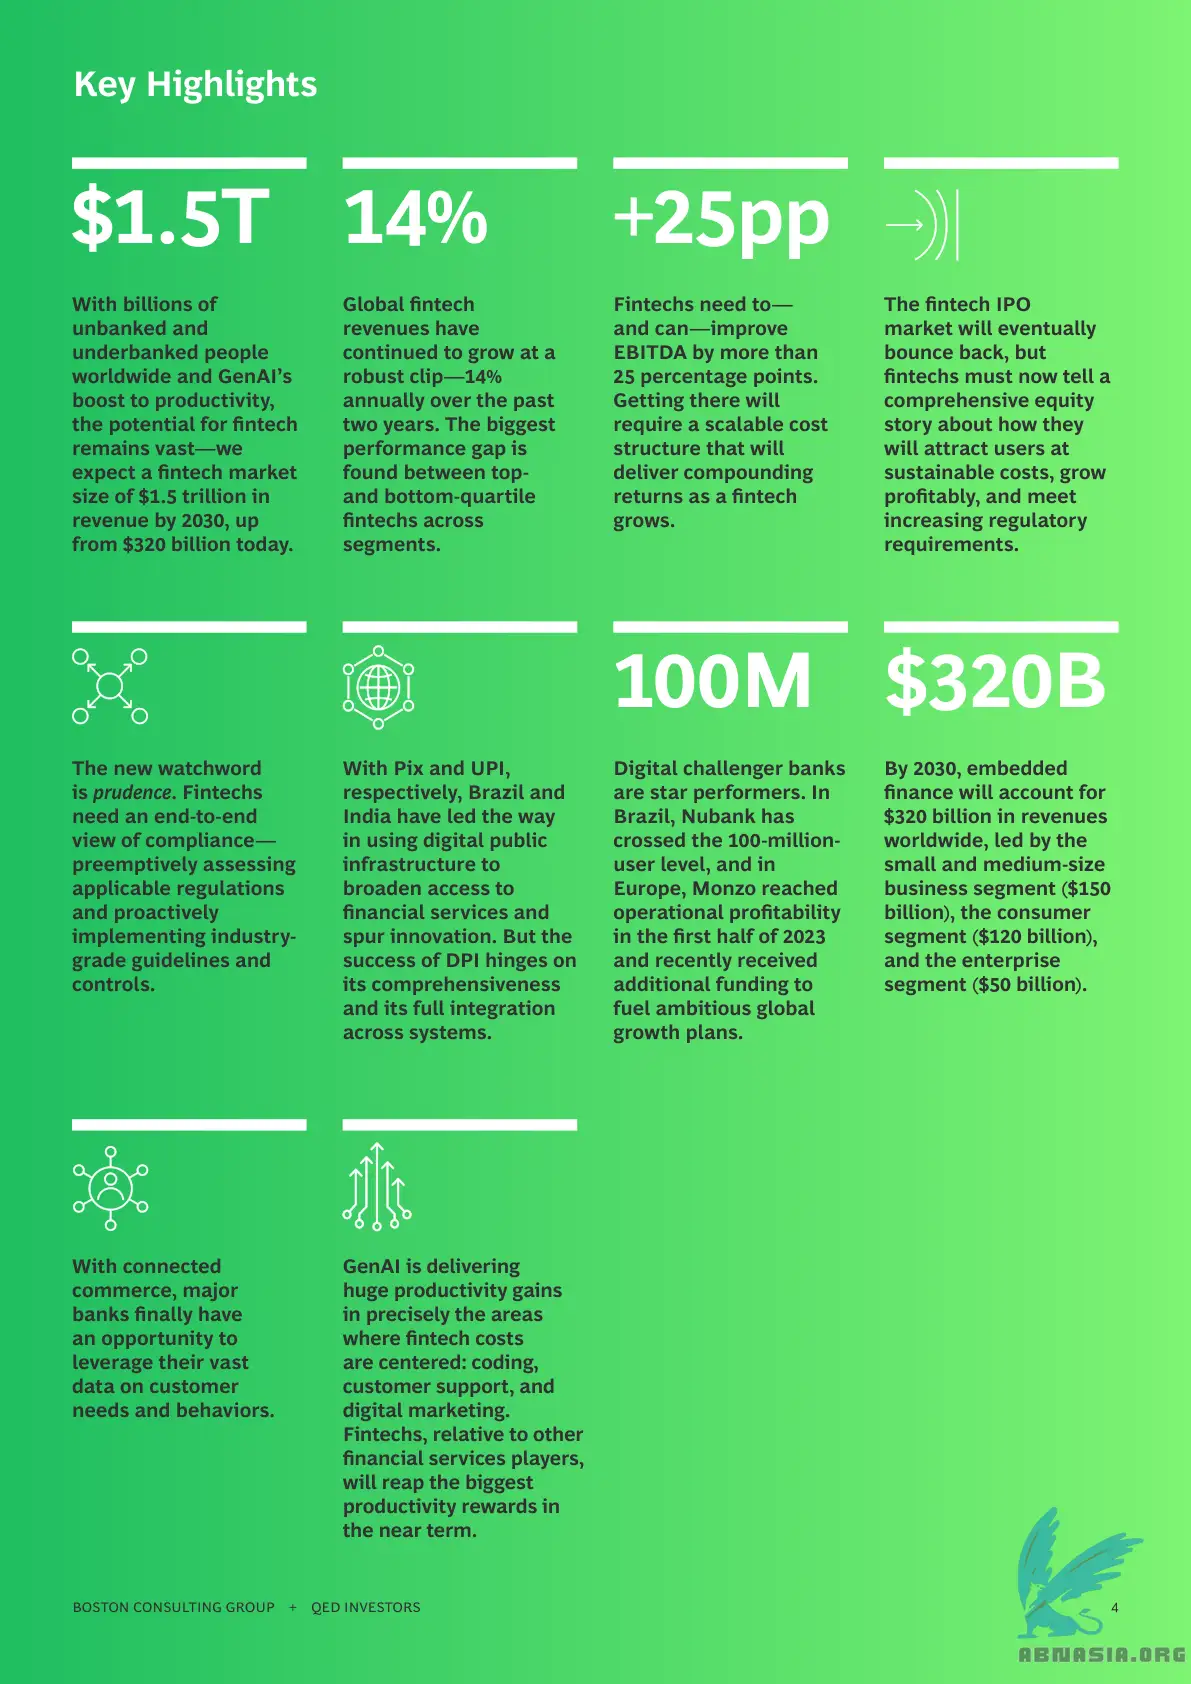 Key Highlights
$1.5T
With billions of
unbanked and
underbanked people
worldwide and GenAI’s
boost to productivity,
the potential for fintech
remains vast—we
expect a fintech market
size of $1.5 trillion in
revenue by 2030, up
from $320 billion today.
14%
Global fintech
revenues have
continued to grow at a
robust clip—14%
annually over the past
two years. The biggest
performance gap is
found between top-
and bottom-quartile
fintechs across
segments.
+25pp
Fintechs need to—
and can—improve
EBITDA by more than
25 percentage points.
Getting there will
require a scalable cost
structure that will
deliver compounding
returns as a fintech
grows.
The fintech IPO
market will eventually
bounce back, but
fintechs must now tell a
comprehensive equity
story about how they
will attract users at
sustainable costs, grow
profitably, and meet
increasing regulatory
requirements.
The new watchword
is prudence. Fintechs
need an end-to-end
view of compliance—
preemptively assessing
applicable regulations
and proactively
implementing industry-
grade guidelines and
controls.
With Pix and UPI,
respectively, Brazil and
India have led the way
in using digital public
infrastructure to
broaden access to
financial services and
spur innovation. But the
success of DPI hinges on
its comprehensiveness
and its full integration
across systems.
100M
Digital challenger banks
are star performers. In
Brazil, Nubank has
crossed the 100-million-
user level, and in
Europe, Monzo reached
operational profitability
in the first half of 2023
and recently received
additional funding to
fuel ambitious global
growth plans.
$320B
By 2030, embedded
finance will account for
$320 billion in revenues
worldwide, led by the
small and medium-size
business segment ($150
billion), the consumer
segment ($120 billion),
and the enterprise
segment ($50 billion).
With connected
commerce, major
banks finally have
an opportunity to
leverage their vast
data on customer
needs and behaviors.
GenAI is delivering
huge productivity gains
in precisely the areas
where fintech costs
are centered: coding,
customer support, and
digital marketing.
Fintechs, relative to other
financial services players,
will reap the biggest
productivity rewards in
the near term.
BOSTON CONSULTING GROUP + QED INVESTORS
4
ABNASIA.ORG